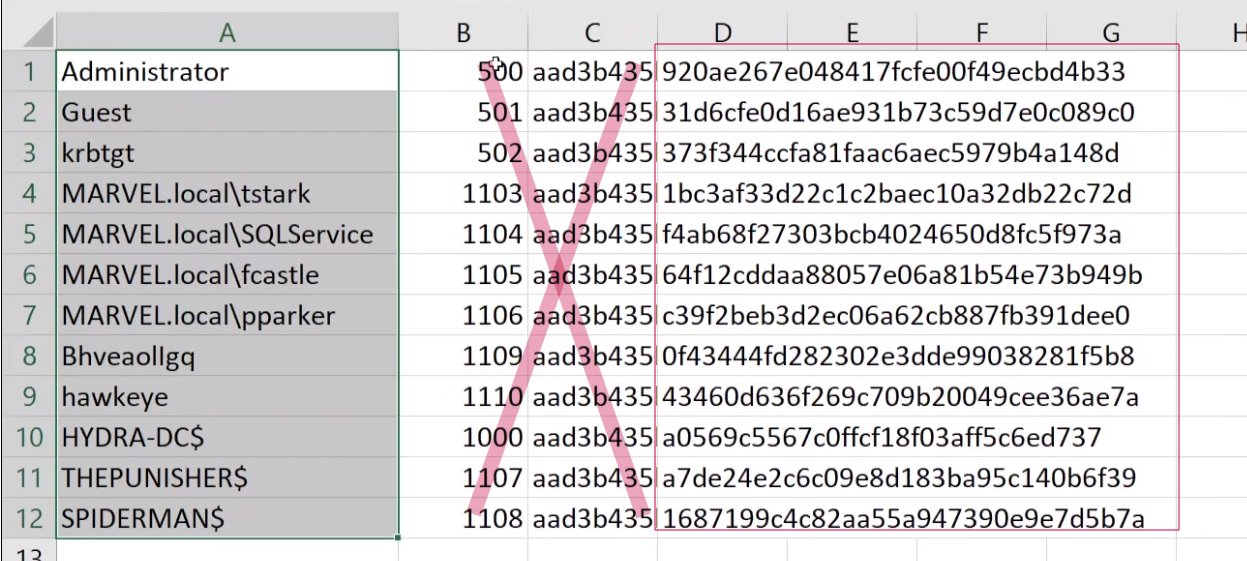 A B C D E F G H
1 Administrator 500 aad3b435 920ae267e048417fcfe00f49ecbd4b33
2 Guest 501 aad3b435 31d6cfe0d16ae931b73c59d7e0c089c0
3 krbtgt 502 aad3b435 373f344ccfa81faac6aec5979b4a148d
4 MARVEL.local\tstark 1103 aad3b435 1bc3af33d22c1c2baec10a32db22c72d
5 MARVEL.local\SQLService 1104 aad3b435 f4ab68f27303bcb4024650d8fc5f973a
6 MARVEL.local\fcastle 1105 aad3b435 64f12cddaa88057e06a81b54e73b949b
7 MARVEL.local\pparker 1106 aad3b435 c39f2beb3d2ec06a62cb887fb391dee0
8 BhveaolIgq 1109 aad3b435 0f43444fd282302e3dde99038281f5b8
9 hawkeye 1110 aad3b435 43460d636f269c709b20049cee36ae7a
10 HYDRA-DC$ 1000 aad3b435 a0569c5567c0ffcf18f03aff5c6ed737
11 THEPUNISHER$ 1107 aad3b435 a7de24e2c6c09e8d183ba95c140b6f39
12 SPIDERMAN$ 1108 aad3b435 1687199c4c82aa55a947390e9e7d5b7a
13